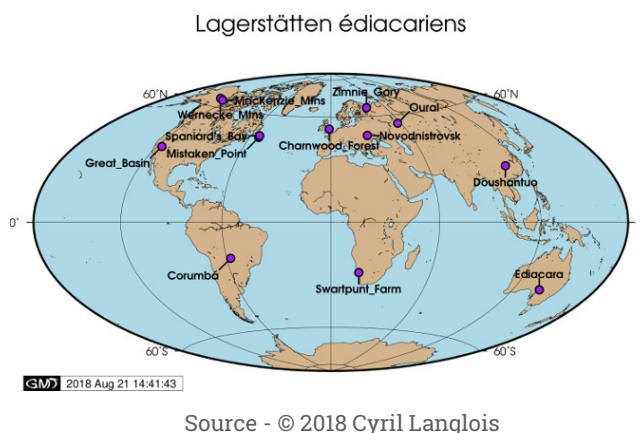 Lagerstätten édiacariens
60˚N
60˚N
Zimnie_Gory
MacKenzie_Mtns
Oural
Wernecke_Mtns
Spaniard's_Bay
Novodnistrovsk
Mistaken_Point
Charnwood_Forest
Great_Basin
Doushantuo
0˚
Corumba
Ediacara
Swartpunt_Farm
60˚S
60˚S
GMT 2018 Aug 21 14:41:43
Source - © 2018 Cyril Langlois